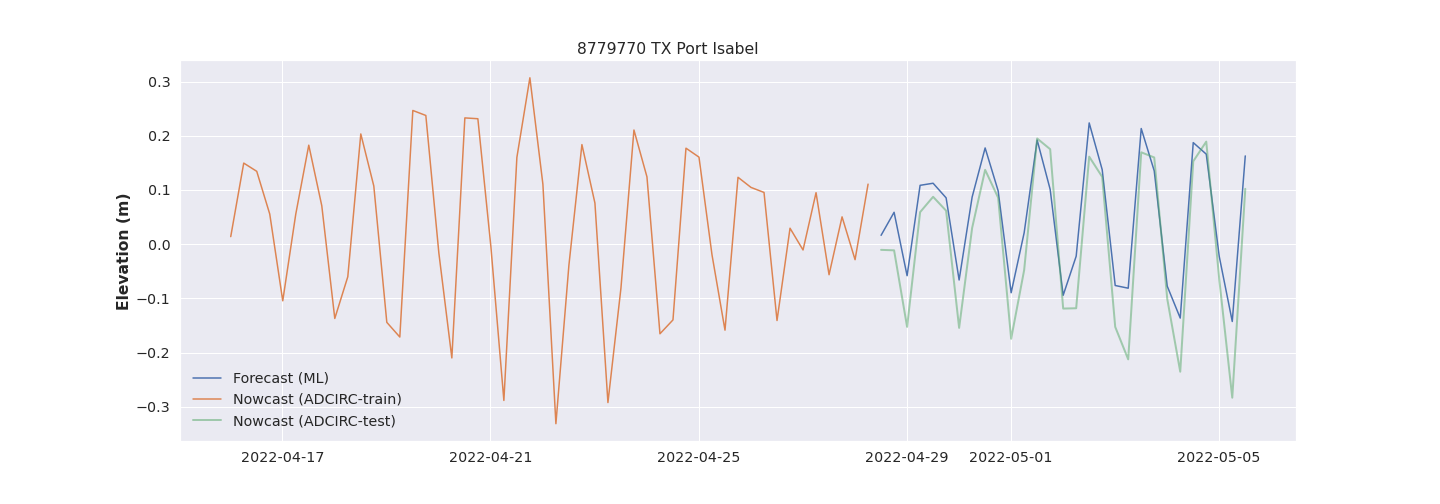 8779770 TX Port Isabel
Elevation (m)
0.3
0.2
0.1
0.0
−0.1
−0.2
−0.3
Forecast (ML)
Nowcast (ADCIRC-train)
Nowcast (ADCIRC-test)
2022-04-17 2022-04-21 2022-04-25 2022-04-29 2022-05-01 2022-05-05